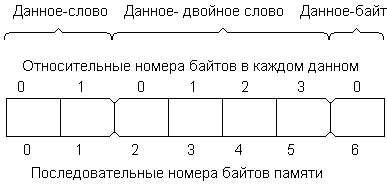 Данное-слово Данное- двойное слово Данное-байт
Относительные номера байтов в каждом данном
0 1 0 1 2 3 0
0 1 2 3 4 5 6
Последовательные номера байтов памяти